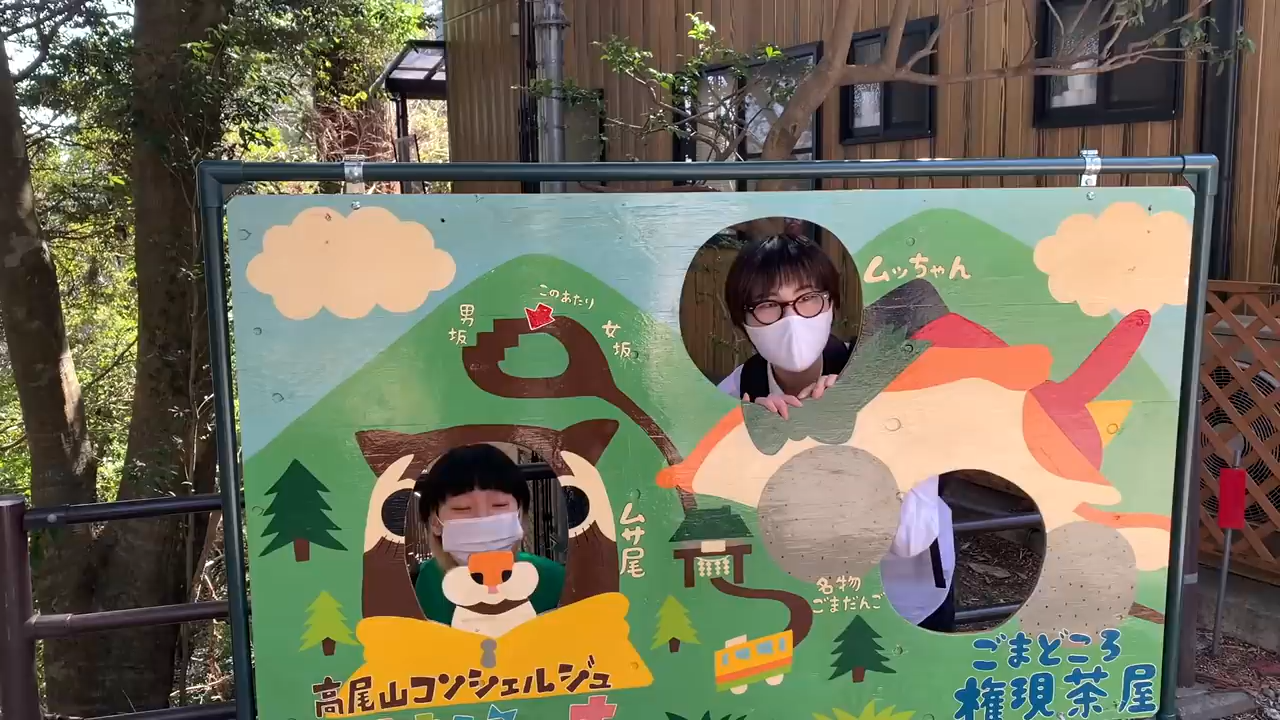 ムッちゃん
このあたり
男坂
女坂
ムササ尾
名物
ごまだんご
高尾山コンシェルジュ
ごまどころ
権現茶屋